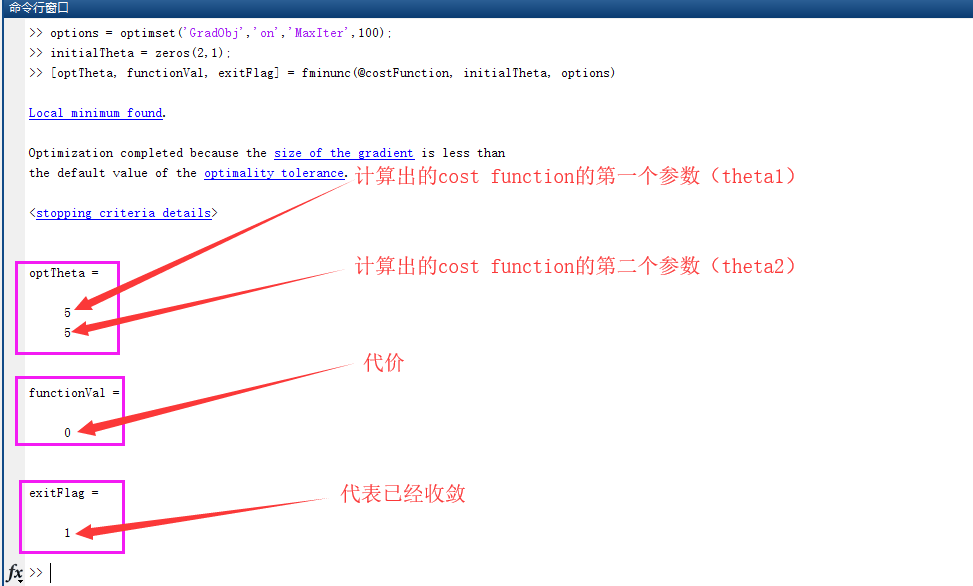 命令行窗口
>> options = optimset('GradObj','on','MaxIter',100);
>> initialTheta = zeros(2,1);
>> [optTheta, functionVal, exitFlag] = fminunc(@costFunction, initialTheta, options)
Local minimum found.
Optimization completed because the size of the gradient is less than
the default value of the optimality tolerance.
计算出的cost function的第一个参数（theta1）
<stopping criteria details>
计算出的cost function的第二个参数（theta2）
optTheta =
5
5
代价
functionVal =
0
代表已经收敛
exitFlag =
1
fx >>